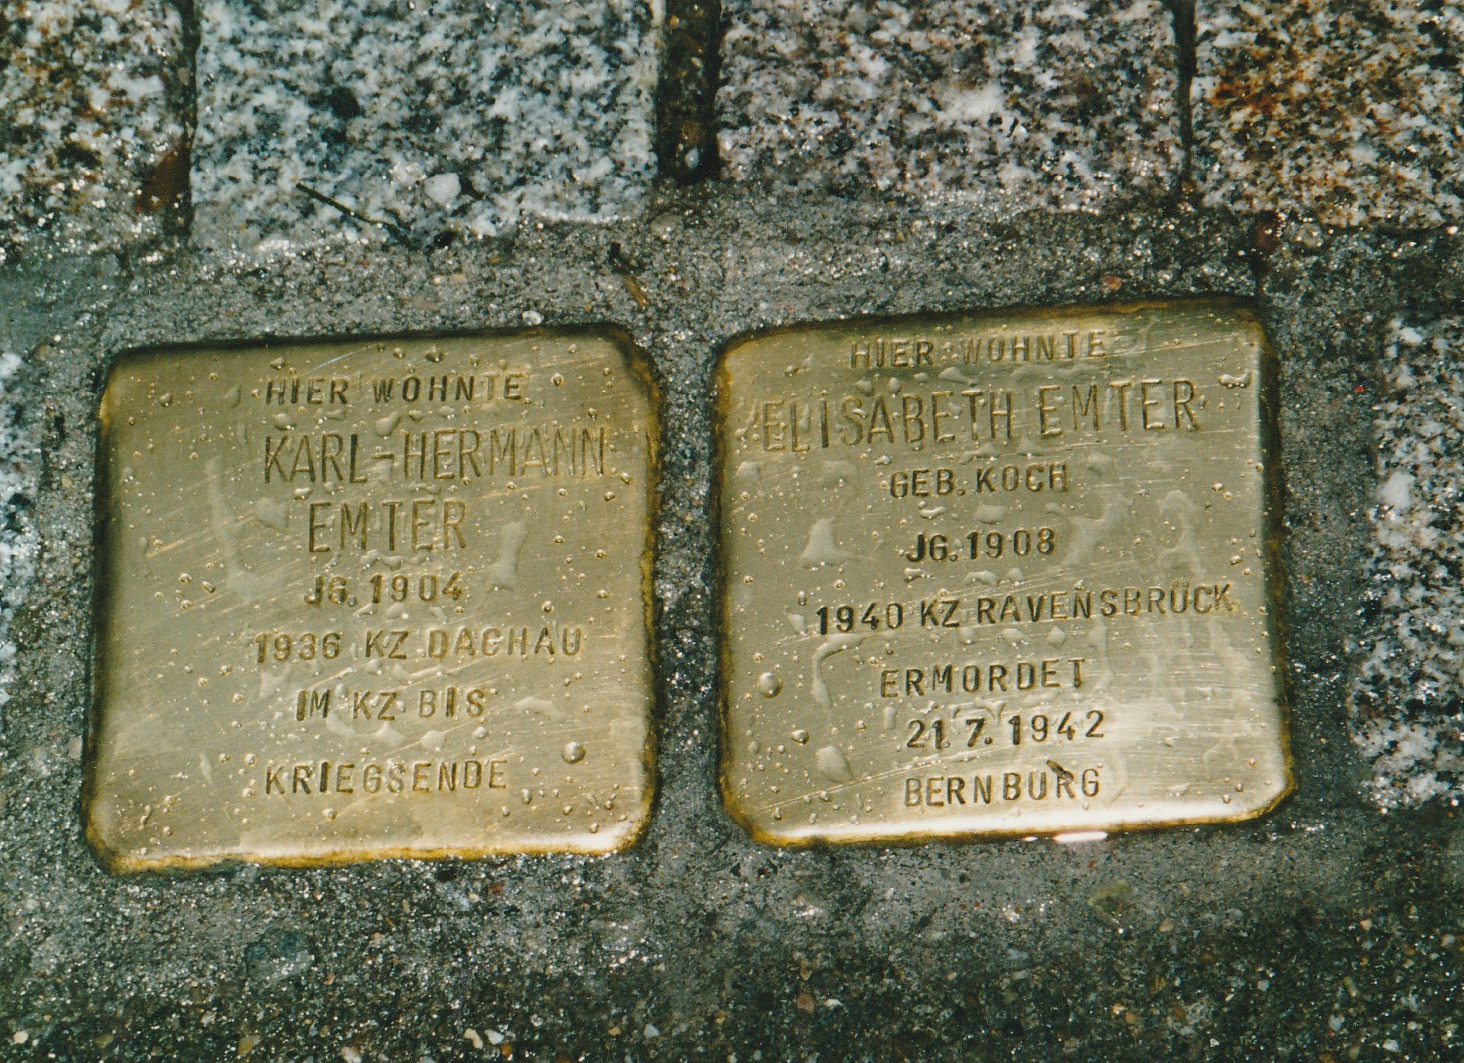 HIER WOHNTE
KARL-HERMANN
EMTER
JG. 1904
1936 KZ DACHAU
IM KZ BIS
KRIEGSENDE
HIER WOHNTE
ELISABETH EMTER
GEB. KOCH
JG. 1908
1940 KZ RAVENSBRÜCK
ERMORDET
21.7.1942
BERNBURG